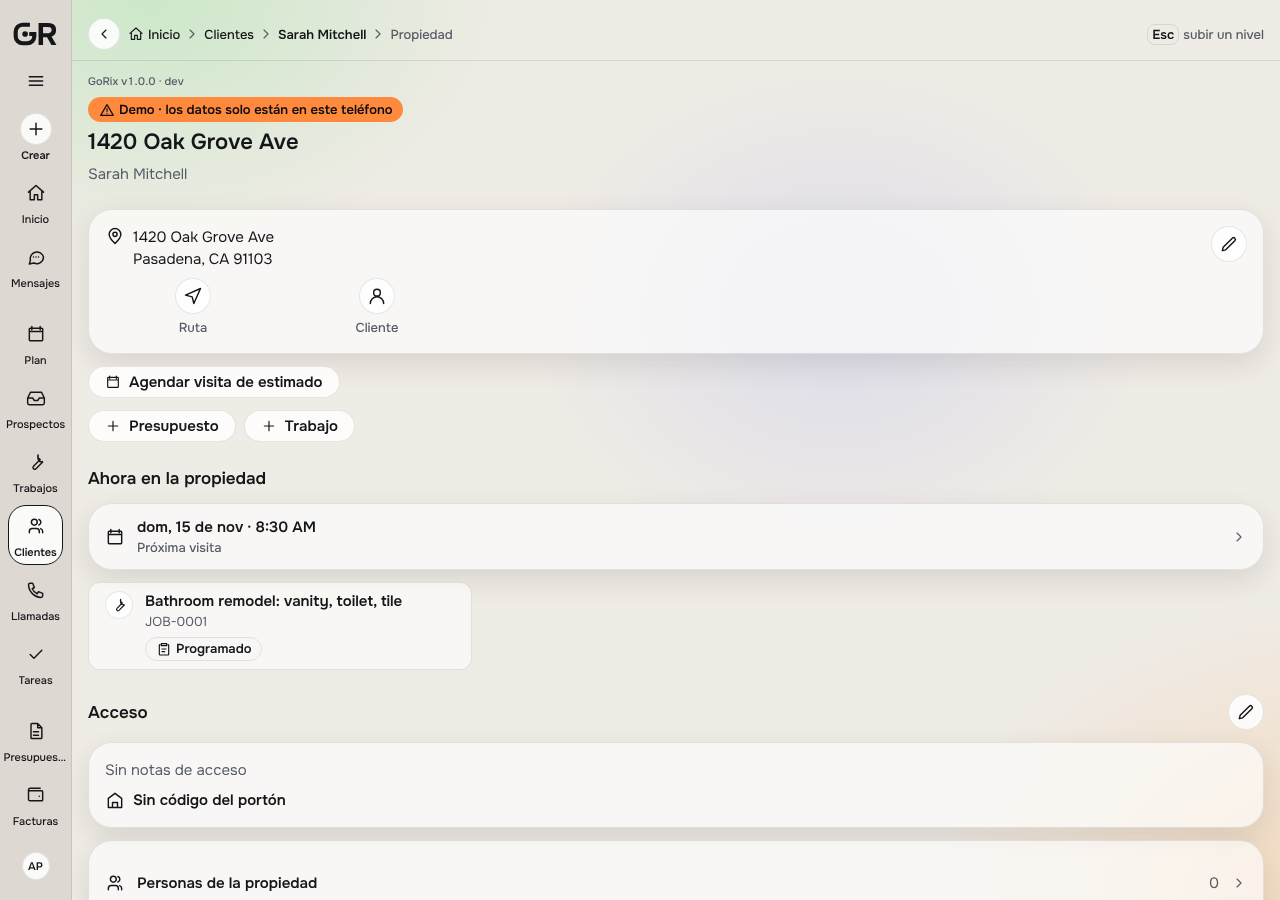 GR
Inicio
Clientes
Sarah Mitchell
Propiedad
Esc subir un nivel
GoRix v1.0.0 · dev
Demo · los datos solo están en este teléfono
1420 Oak Grove Ave
Sarah Mitchell
Crear
Inicio
Mensajes
Plan
Prospectos
Trabajos
Clientes
Llamadas
Tareas
Presupues...
Facturas
AP
1420 Oak Grove Ave
Pasadena, CA 91103
Ruta
Cliente
Agendar visita de estimado
Presupuesto
Trabajo
Ahora en la propiedad
dom, 15 de nov · 8:30 AM
Próxima visita
Bathroom remodel: vanity, toilet, tile
JOB-0001
Programado
Acceso
Sin notas de acceso
Sin código del portón
Personas de la propiedad
0